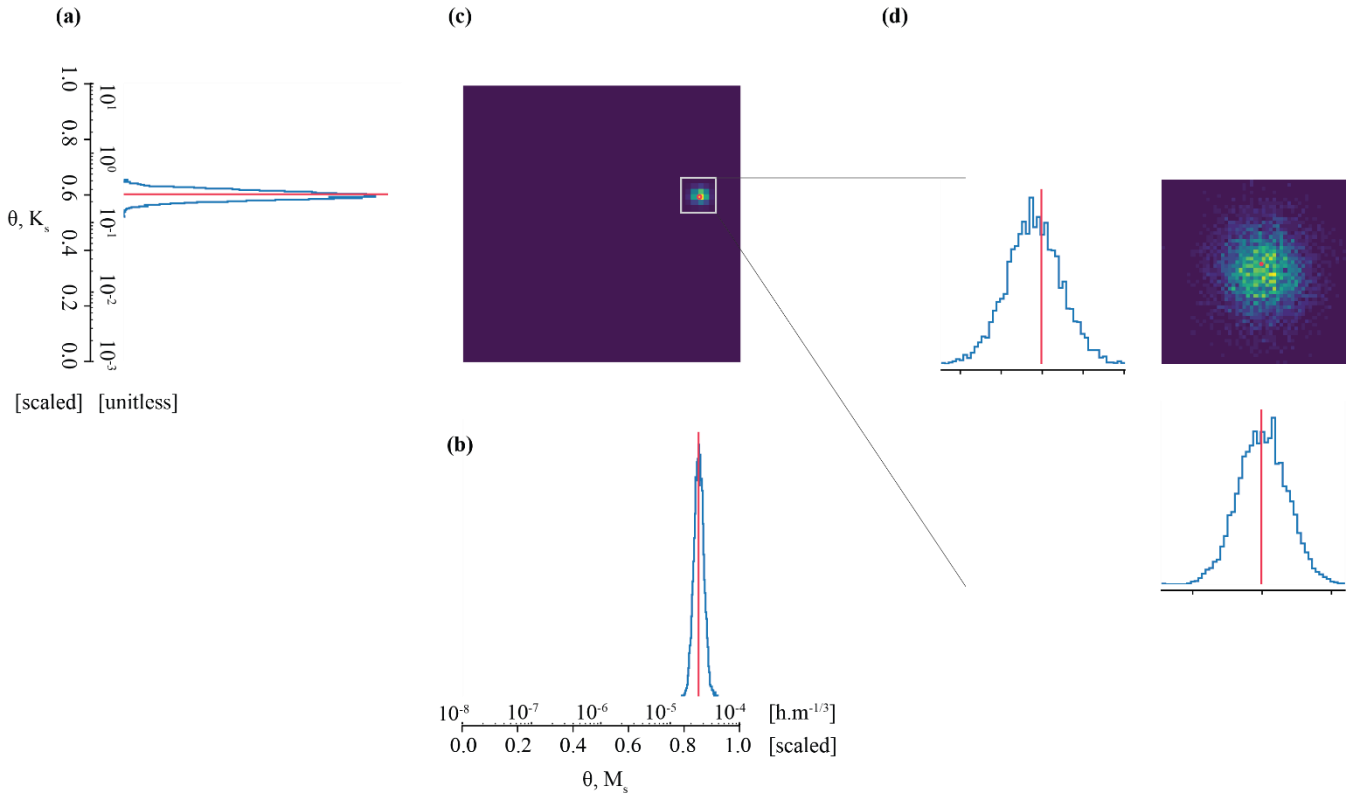 (a)
(c)
(d)
1.0
0.8
0.6
0.4
0.2
0.0
10¹
10⁰
10⁻¹
10⁻²
10⁻³
θ, Kₛ
[scaled] [unitless]
(b)
10⁻⁸ 10⁻⁷ 10⁻⁶ 10⁻⁵ 10⁻⁴ [h.m⁻¹ᐟ³]
0.0 0.2 0.4 0.6 0.8 1.0 [scaled]
θ, Mₛ